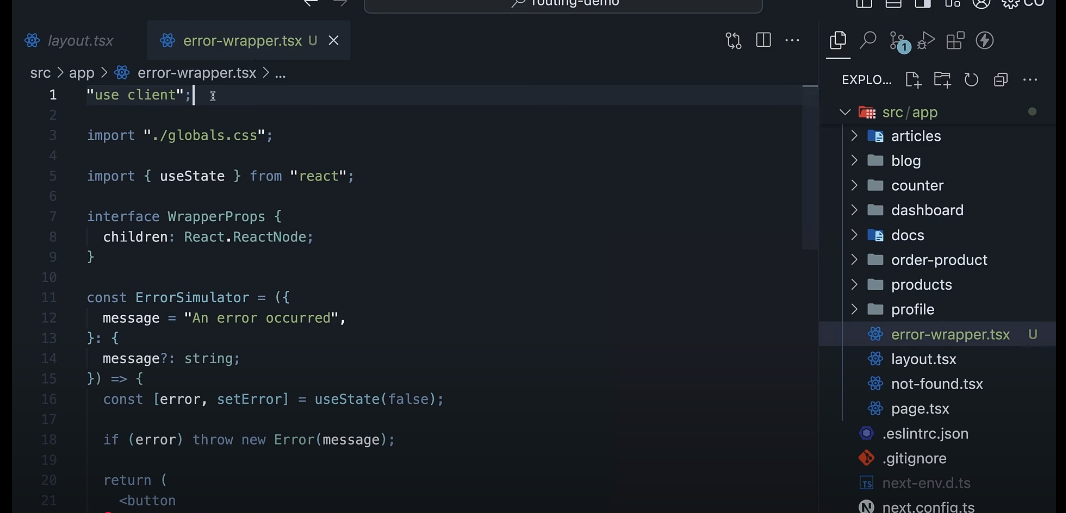 routing-demo
layout.tsx
error-wrapper.tsx U
src > app > error-wrapper.tsx > ...
1 "use client";
2
3 import "./globals.css";
4
5 import { useState } from "react";
6
7 interface WrapperProps {
8 children: React.ReactNode;
9 }
10
11 const ErrorSimulator = ({
12 message = "An error occurred",
13 }: {
14 message?: string;
15 }) => {
16 const [error, setError] = useState(false);
17
18 if (error) throw new Error(message);
19
20 return (
21 <button
1
EXPLO...
src/app
articles
blog
counter
dashboard
docs
order-product
products
profile
error-wrapper.tsx U
layout.tsx
not-found.tsx
page.tsx
.eslintrc.json
.gitignore
TS next-env.d.ts
N next.config.ts